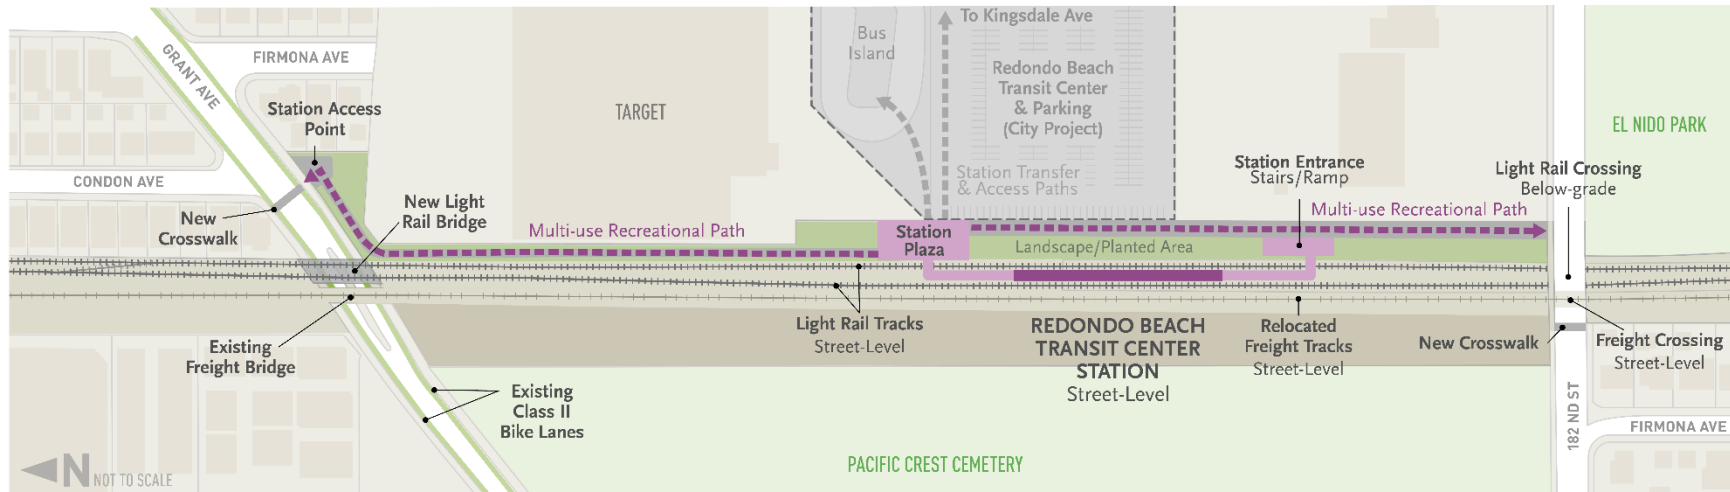 To Kingsdale Ave
Bus
Island
GRANT AVE
FIRMONA AVE
Redondo Beach
Transit Center
& Parking
(City Project)
Station Access
Point
TARGET
EL NIDO PARK
Station Entrance
Stairs/Ramp
Light Rail Crossing
Below-grade
Station Transfer
& Access Paths
CONDON AVE
New
Crosswalk
New Light
Rail Bridge
Multi-use Recreational Path
Station
Plaza
Multi-use Recreational Path
Landscape/Planted Area
Light Rail Tracks
Street-Level
REDONDO BEACH
TRANSIT CENTER
STATION
Street-Level
Relocated
Freight Tracks
Street-Level
New Crosswalk
Freight Crossing
Street-Level
Existing
Freight Bridge
Existing
Class II
Bike Lanes
182 ND ST
FIRMONA AVE
PACIFIC CREST CEMETERY
N
NOT TO SCALE